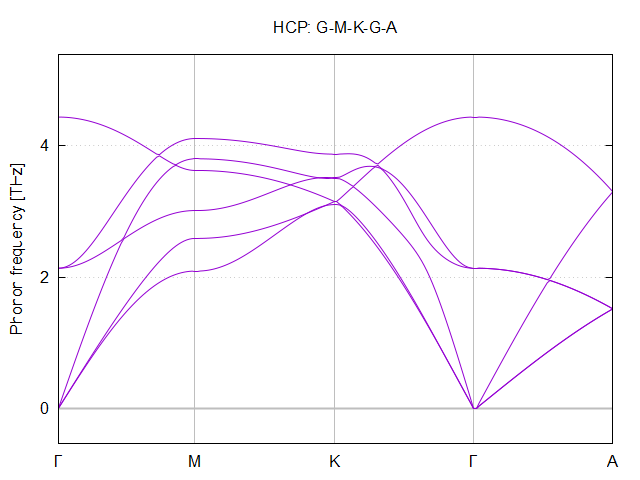 HCP: G-M-K-G-A
Phonon frequency [THz]
4
2
0
Γ M K Γ A